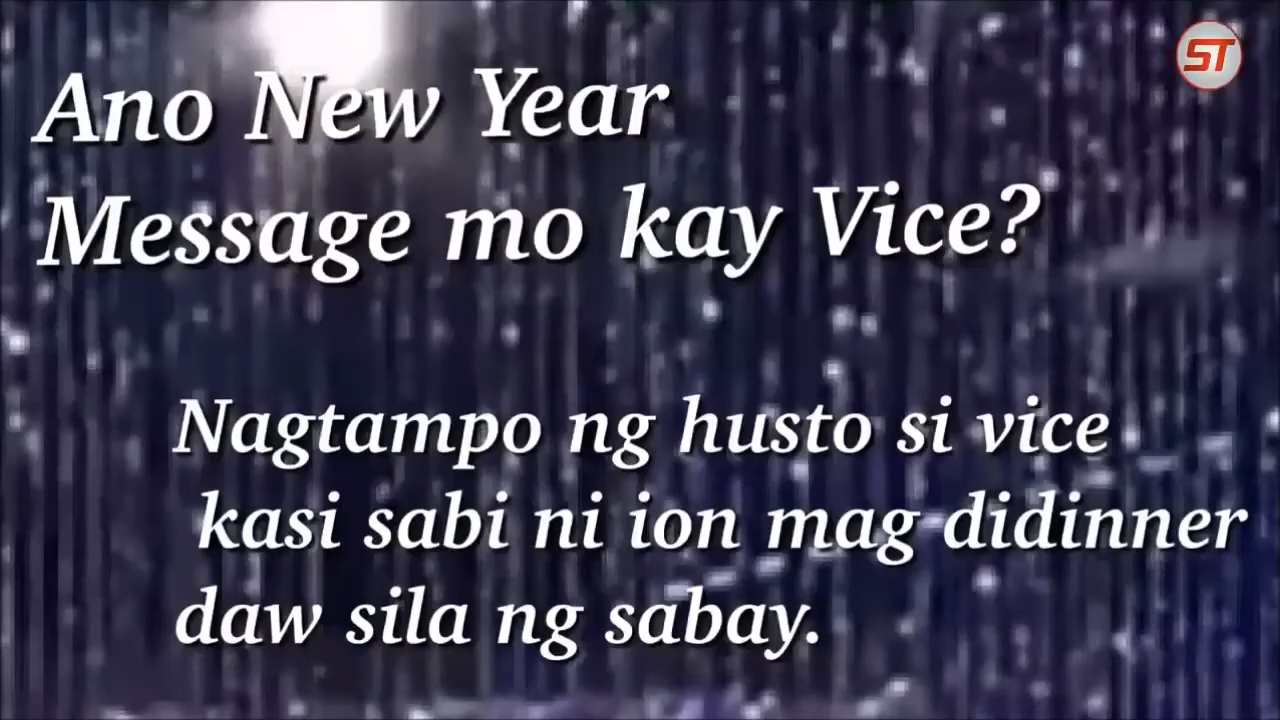 ST
Ano New Year
Message mo kay Vice?
Nagtampo ng husto si vice
kasi sabi ni ion mag didinner
daw sila ng sabay.